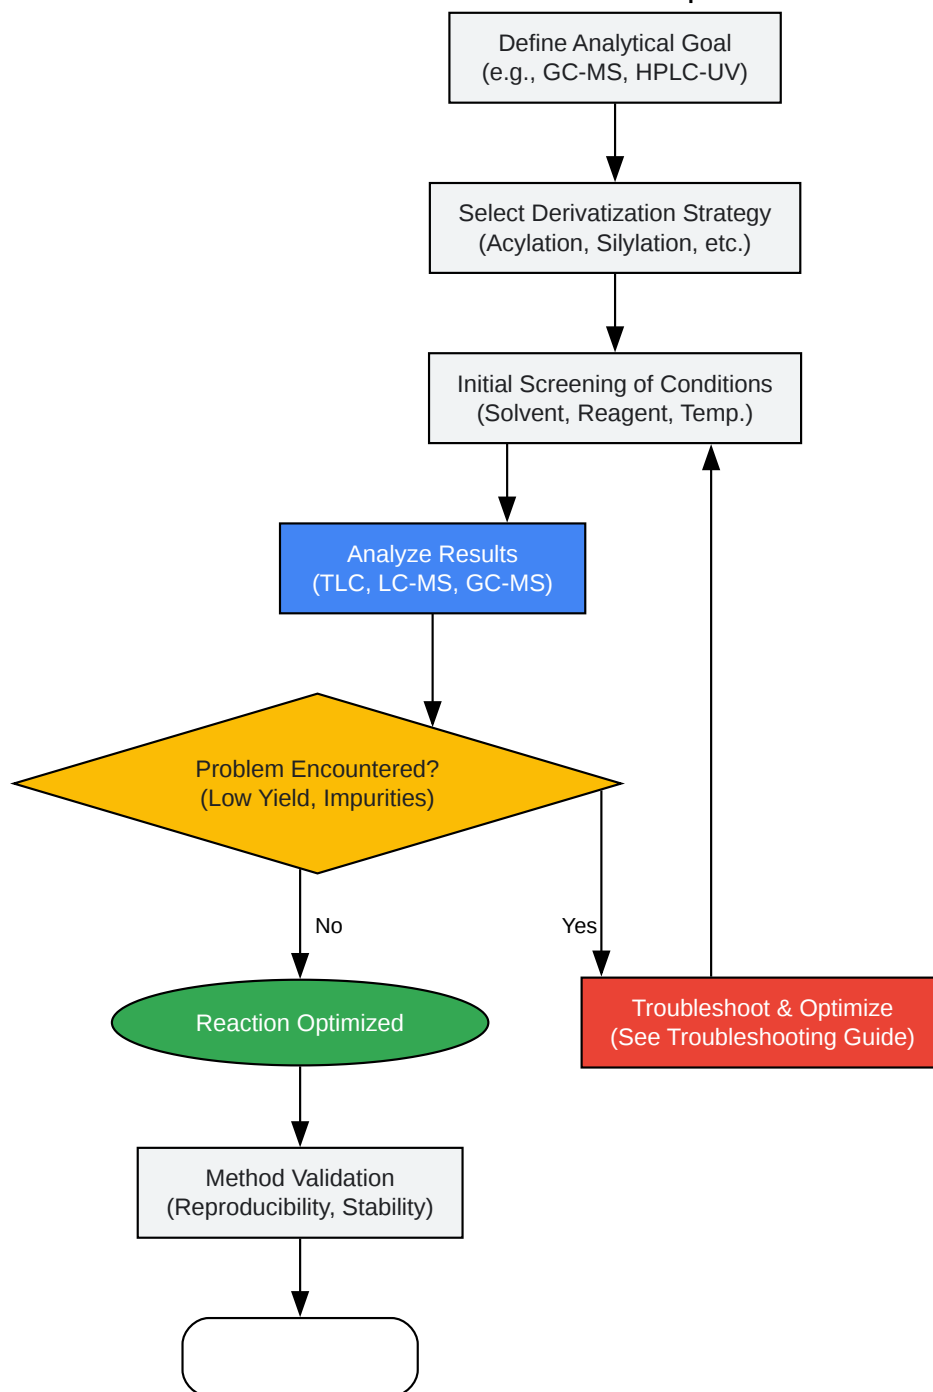 Define Analytical Goal
(e.g., GC-MS, HPLC-UV)
Select Derivatization Strategy
(Acylation, Silylation, etc.)
Initial Screening of Conditions
(Solvent, Reagent, Temp.)
Analyze Results
(TLC, LC-MS, GC-MS)
Problem Encountered?
(Low Yield, Impurities)
No
Yes
Reaction Optimized
Troubleshoot & Optimize
(See Troubleshooting Guide)
Method Validation
(Reproducibility, Stability)